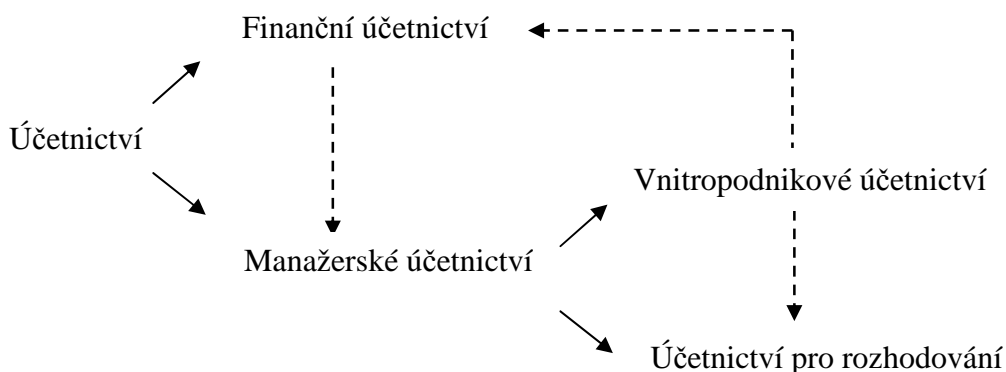 Finanční účetnictví
Účetnictví
Vnitropodnikové účetnictví
Manažerské účetnictví
Účetnictví pro rozhodování